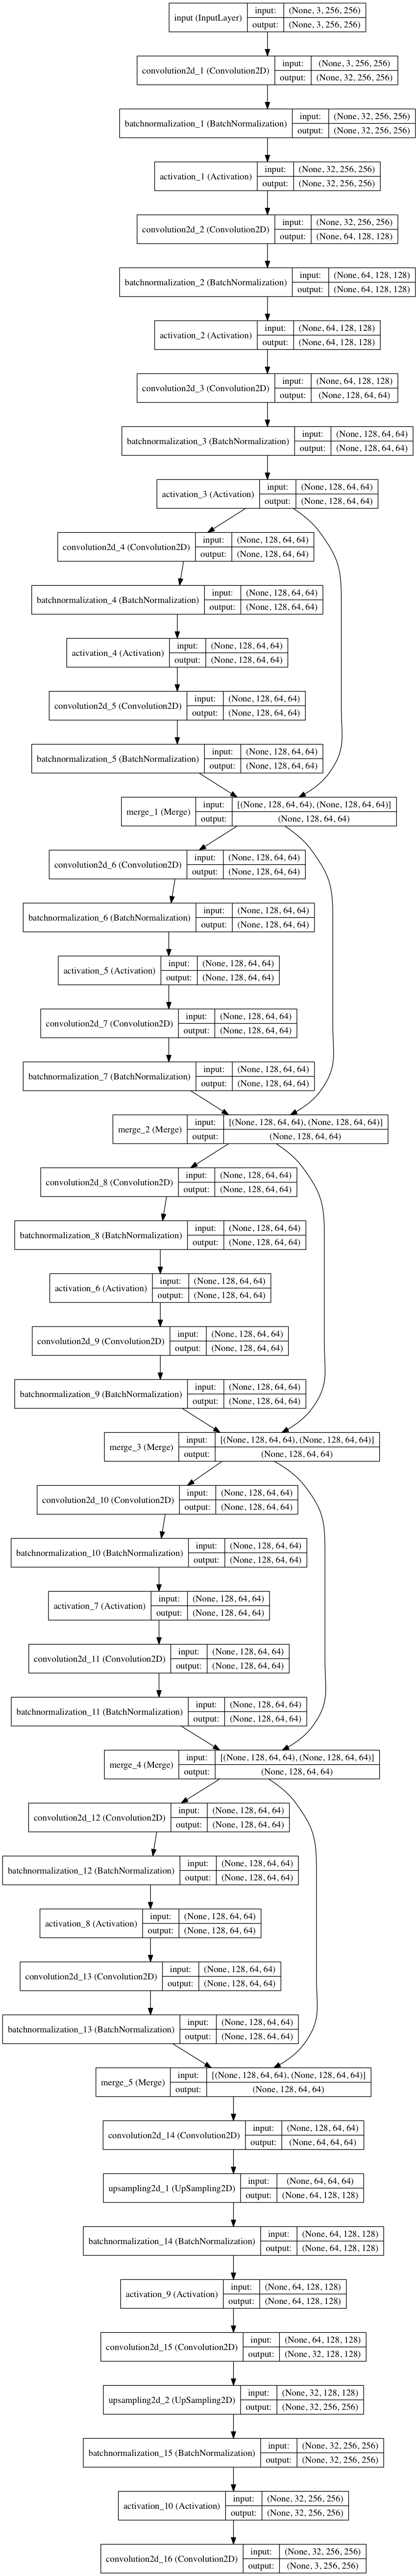 input (InputLayer)
input: (None, 3, 256, 256)
output: (None, 3, 256, 256)
convolution2d_1 (Convolution2D)
input: (None, 3, 256, 256)
output: (None, 32, 256, 256)
batchnormalization_1 (BatchNormalization)
input: (None, 32, 256, 256)
output: (None, 32, 256, 256)
activation_1 (Activation)
input: (None, 32, 256, 256)
output: (None, 32, 256, 256)
convolution2d_2 (Convolution2D)
input: (None, 32, 256, 256)
output: (None, 64, 128, 128)
batchnormalization_2 (BatchNormalization)
input: (None, 64, 128, 128)
output: (None, 64, 128, 128)
activation_2 (Activation)
input: (None, 64, 128, 128)
output: (None, 64, 128, 128)
convolution2d_3 (Convolution2D)
input: (None, 64, 128, 128)
output: (None, 128, 64, 64)
batchnormalization_3 (BatchNormalization)
input: (None, 128, 64, 64)
output: (None, 128, 64, 64)
activation_3 (Activation)
input: (None, 128, 64, 64)
output: (None, 128, 64, 64)
convolution2d_4 (Convolution2D)
input: (None, 128, 64, 64)
output: (None, 128, 64, 64)
batchnormalization_4 (BatchNormalization)
input: (None, 128, 64, 64)
output: (None, 128, 64, 64)
activation_4 (Activation)
input: (None, 128, 64, 64)
output: (None, 128, 64, 64)
convolution2d_5 (Convolution2D)
input: (None, 128, 64, 64)
output: (None, 128, 64, 64)
batchnormalization_5 (BatchNormalization)
input: (None, 128, 64, 64)
output: (None, 128, 64, 64)
merge_1 (Merge)
input: [(None, 128, 64, 64), (None, 128, 64, 64)]
output: (None, 128, 64, 64)
convolution2d_6 (Convolution2D)
input: (None, 128, 64, 64)
output: (None, 128, 64, 64)
batchnormalization_6 (BatchNormalization)
input: (None, 128, 64, 64)
output: (None, 128, 64, 64)
activation_5 (Activation)
input: (None, 128, 64, 64)
output: (None, 128, 64, 64)
convolution2d_7 (Convolution2D)
input: (None, 128, 64, 64)
output: (None, 128, 64, 64)
batchnormalization_7 (BatchNormalization)
input: (None, 128, 64, 64)
output: (None, 128, 64, 64)
merge_2 (Merge)
input: [(None, 128, 64, 64), (None, 128, 64, 64)]
output: (None, 128, 64, 64)
convolution2d_8 (Convolution2D)
input: (None, 128, 64, 64)
output: (None, 128, 64, 64)
batchnormalization_8 (BatchNormalization)
input: (None, 128, 64, 64)
output: (None, 128, 64, 64)
activation_6 (Activation)
input: (None, 128, 64, 64)
output: (None, 128, 64, 64)
convolution2d_9 (Convolution2D)
input: (None, 128, 64, 64)
output: (None, 128, 64, 64)
batchnormalization_9 (BatchNormalization)
input: (None, 128, 64, 64)
output: (None, 128, 64, 64)
merge_3 (Merge)
input: [(None, 128, 64, 64), (None, 128, 64, 64)]
output: (None, 128, 64, 64)
convolution2d_10 (Convolution2D)
input: (None, 128, 64, 64)
output: (None, 128, 64, 64)
batchnormalization_10 (BatchNormalization)
input: (None, 128, 64, 64)
output: (None, 128, 64, 64)
activation_7 (Activation)
input: (None, 128, 64, 64)
output: (None, 128, 64, 64)
convolution2d_11 (Convolution2D)
input: (None, 128, 64, 64)
output: (None, 128, 64, 64)
batchnormalization_11 (BatchNormalization)
input: (None, 128, 64, 64)
output: (None, 128, 64, 64)
merge_4 (Merge)
input: [(None, 128, 64, 64), (None, 128, 64, 64)]
output: (None, 128, 64, 64)
convolution2d_12 (Convolution2D)
input: (None, 128, 64, 64)
output: (None, 128, 64, 64)
batchnormalization_12 (BatchNormalization)
input: (None, 128, 64, 64)
output: (None, 128, 64, 64)
activation_8 (Activation)
input: (None, 128, 64, 64)
output: (None, 128, 64, 64)
convolution2d_13 (Convolution2D)
input: (None, 128, 64, 64)
output: (None, 128, 64, 64)
batchnormalization_13 (BatchNormalization)
input: (None, 128, 64, 64)
output: (None, 128, 64, 64)
merge_5 (Merge)
input: [(None, 128, 64, 64), (None, 128, 64, 64)]
output: (None, 128, 64, 64)
convolution2d_14 (Convolution2D)
input: (None, 128, 64, 64)
output: (None, 64, 64, 64)
upsampling2d_1 (UpSampling2D)
input: (None, 64, 64, 64)
output: (None, 64, 128, 128)
batchnormalization_14 (BatchNormalization)
input: (None, 64, 128, 128)
output: (None, 64, 128, 128)
activation_9 (Activation)
input: (None, 64, 128, 128)
output: (None, 64, 128, 128)
convolution2d_15 (Convolution2D)
input: (None, 64, 128, 128)
output: (None, 32, 128, 128)
upsampling2d_2 (UpSampling2D)
input: (None, 32, 128, 128)
output: (None, 32, 256, 256)
batchnormalization_15 (BatchNormalization)
input: (None, 32, 256, 256)
output: (None, 32, 256, 256)
activation_10 (Activation)
input: (None, 32, 256, 256)
output: (None, 32, 256, 256)
convolution2d_16 (Convolution2D)
input: (None, 32, 256, 256)
output: (None, 3, 256, 256)